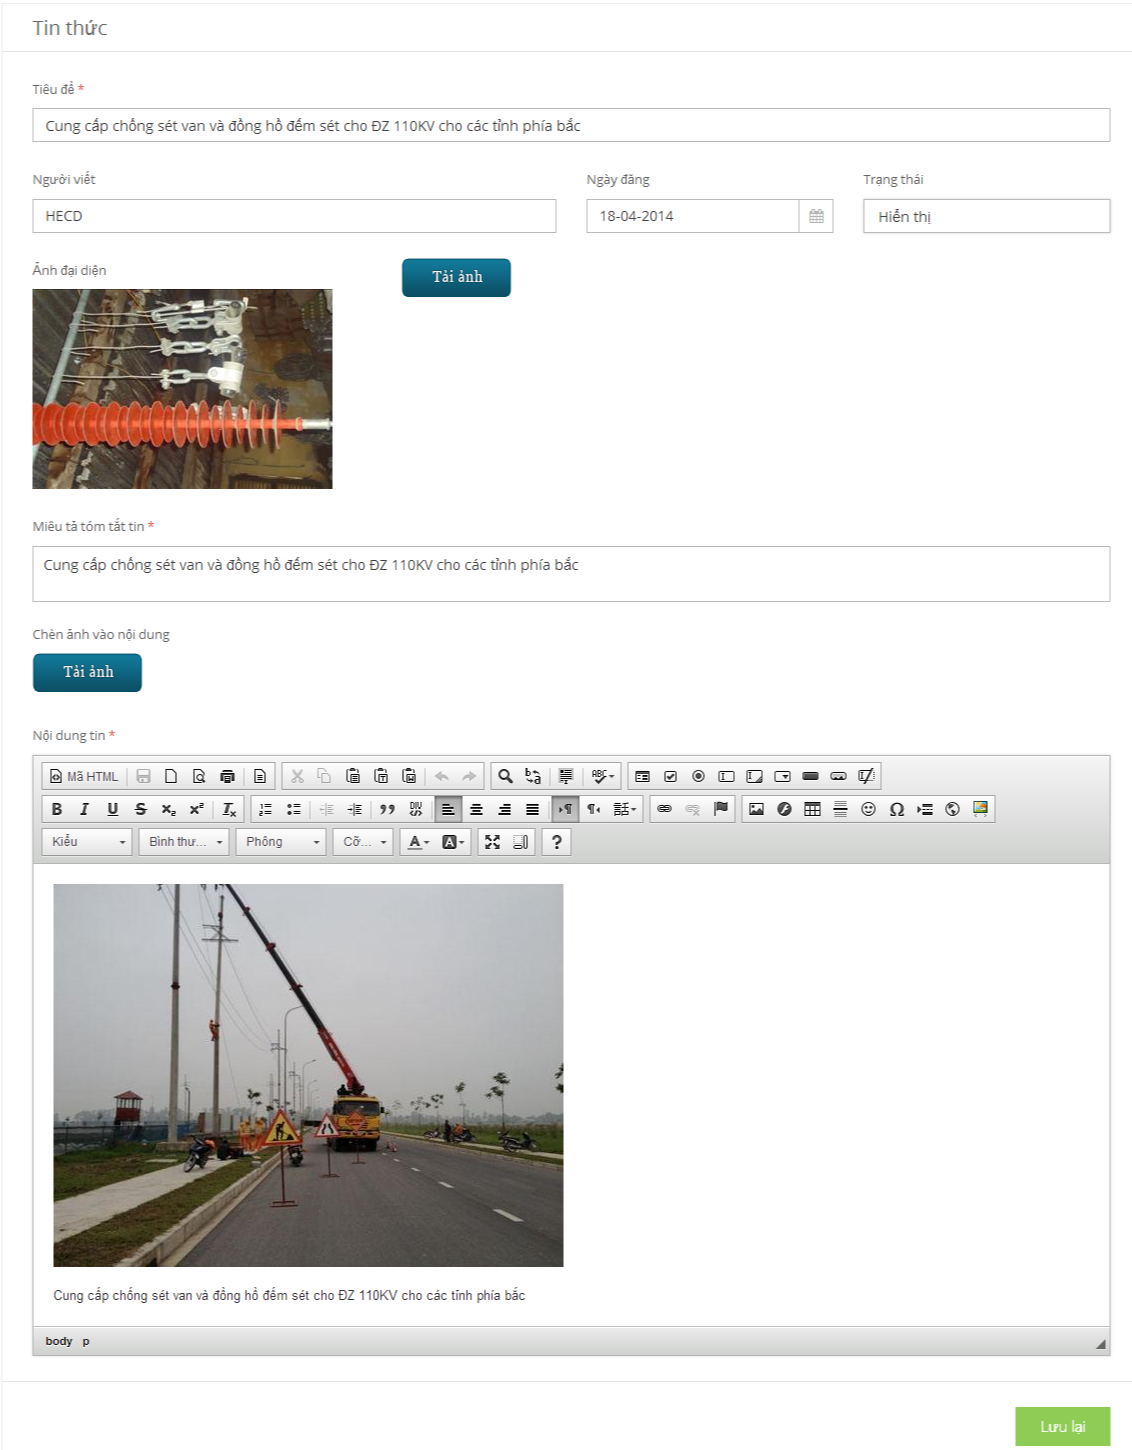 Tin thức
Tiêu đề *
Cung cấp chống sét van và đồng hồ đếm sét cho ĐZ 110KV cho các tỉnh phía bắc
Người viết
Ngày đăng
Trạng thái
HECD
18-04-2014
Hiển thị
Ảnh đại diện
Tải ảnh
Miêu tả tóm tắt tin *
Cung cấp chống sét van và đồng hồ đếm sét cho ĐZ 110KV cho các tỉnh phía bắc
Chèn ảnh vào nội dung
Tải ảnh
Nội dung tin *
Mã HTML
Kiểu
Bình thư...
Phông
Cỡ...
Cung cấp chống sét van và đồng hồ đếm sét cho ĐZ 110KV cho các tỉnh phía bắc
body p
Lưu lại